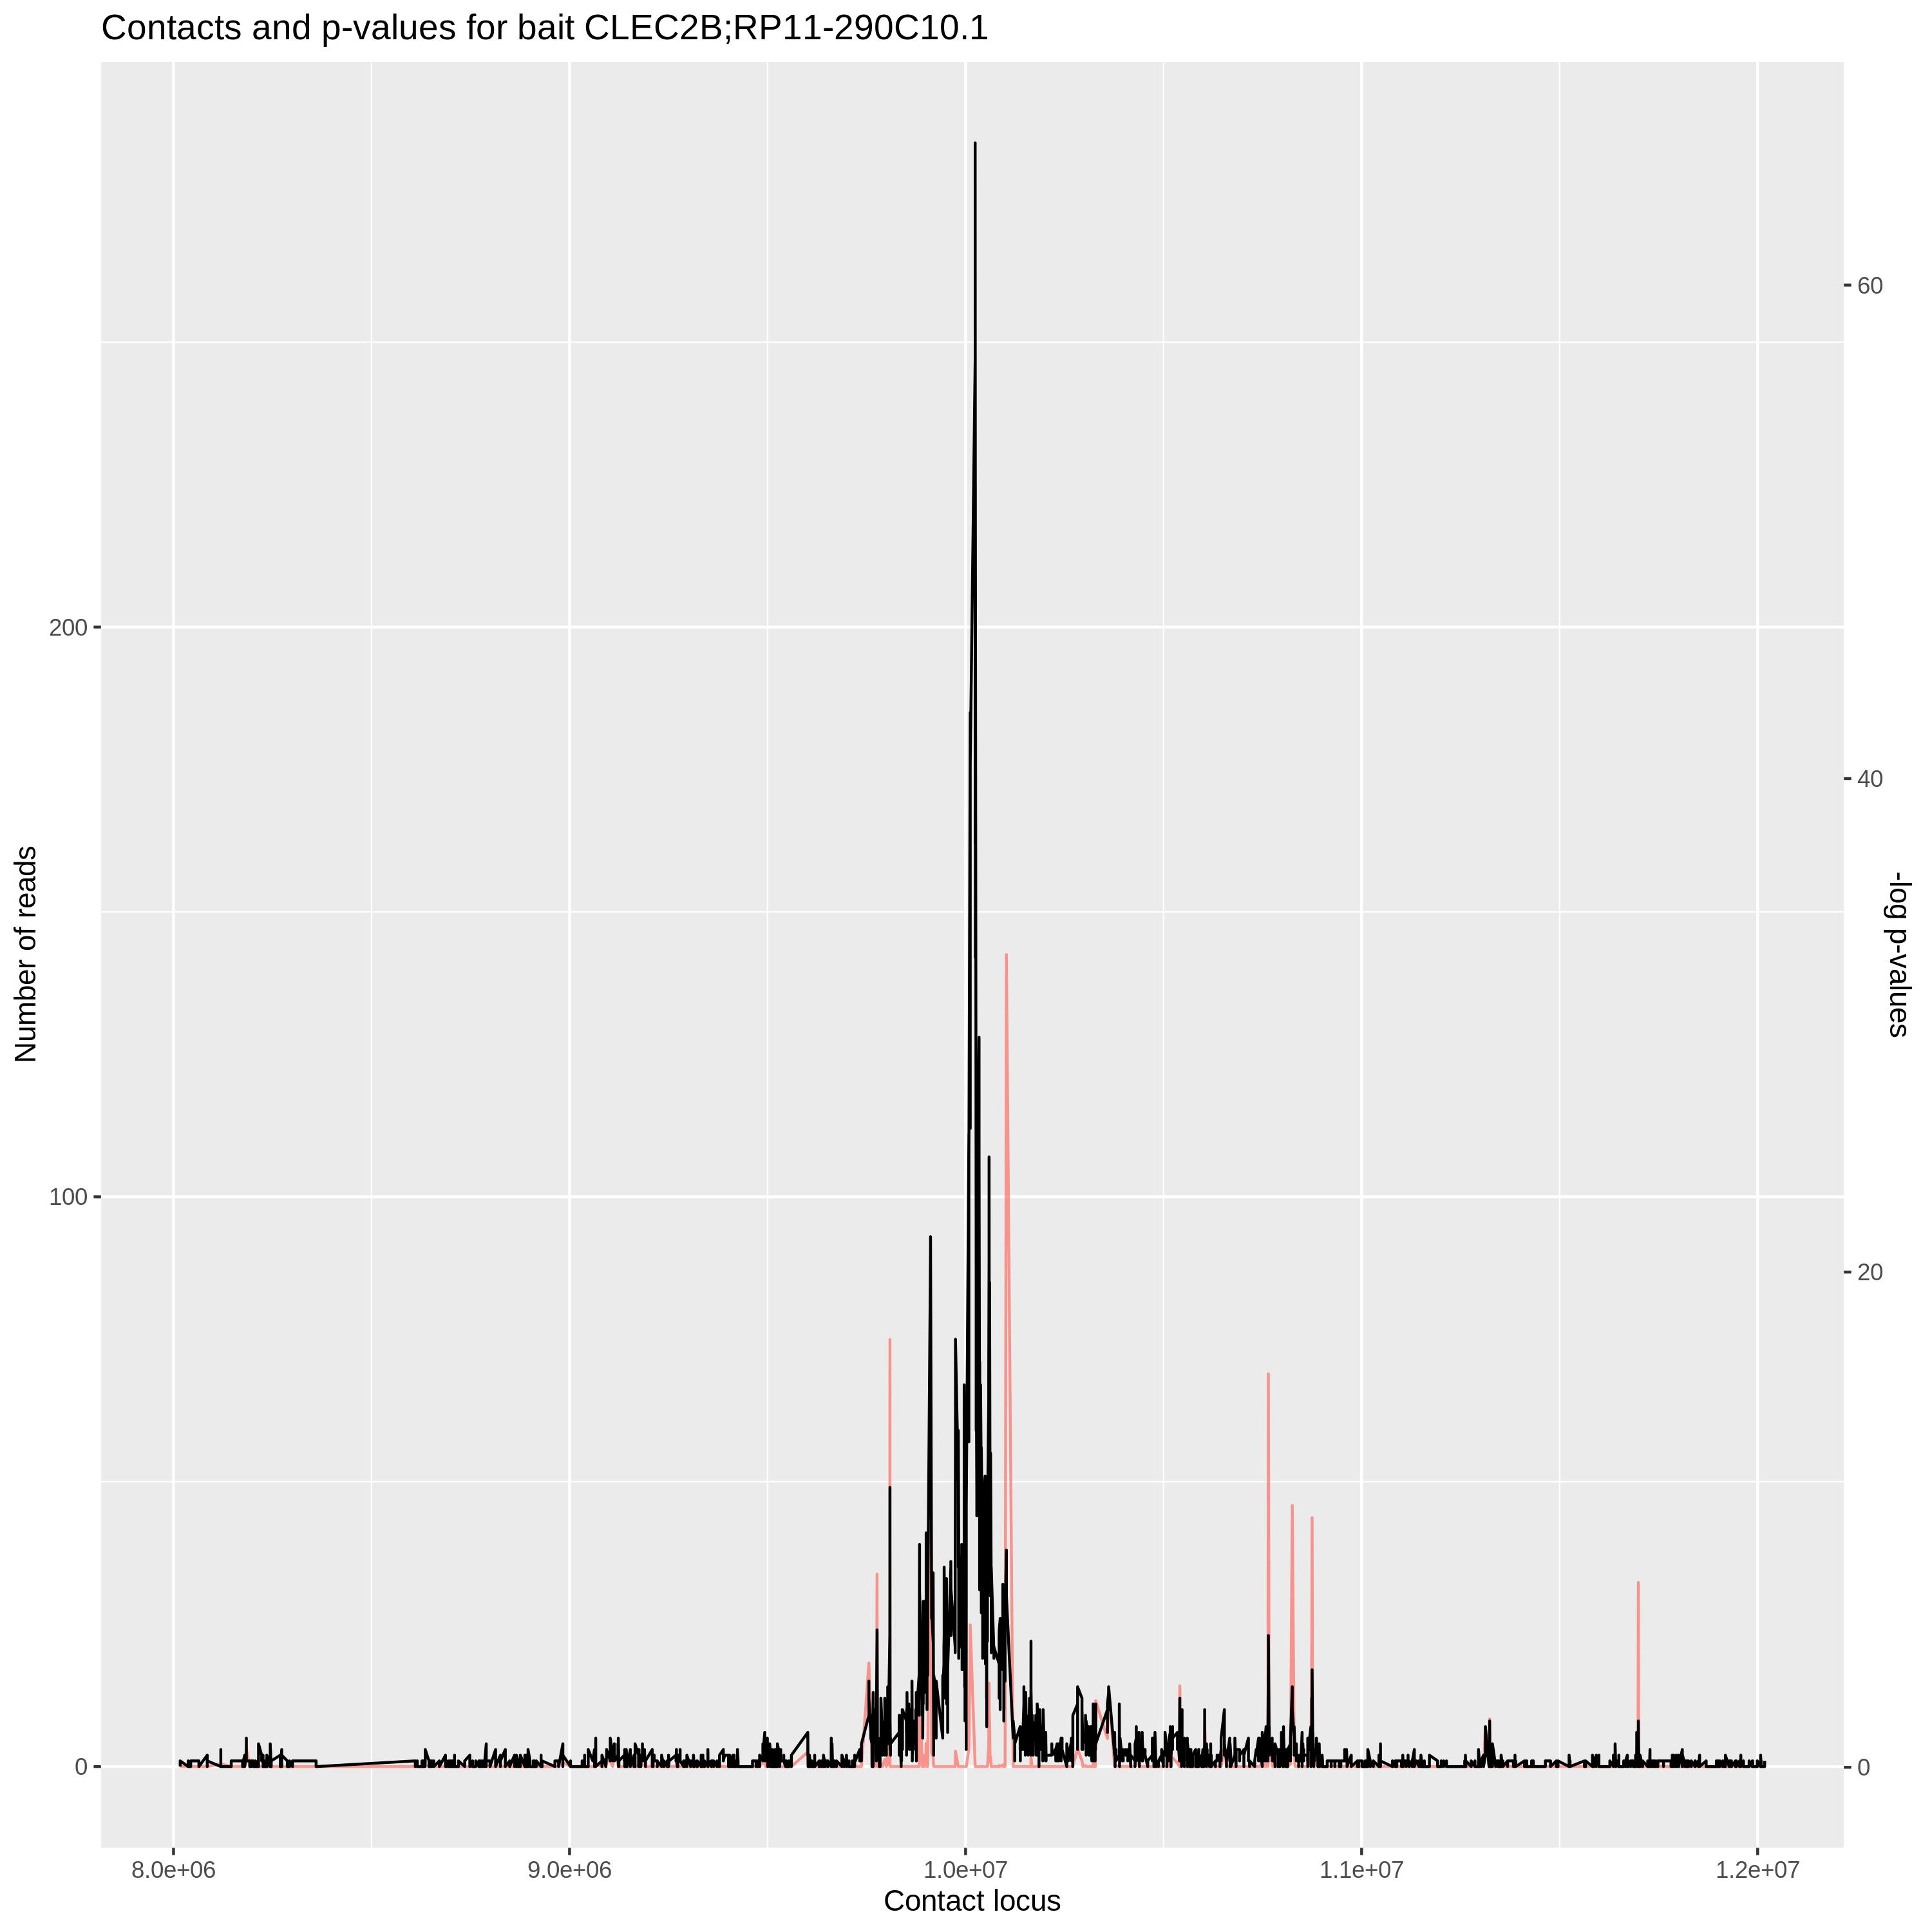 Contacts and p-values for bait CLEC2B;RP11-290C10.1
Number of reads
200
100
0
60
40
20
0
-log p-values
8.0e+06 9.0e+06 1.0e+07 1.1e+07 1.2e+07
Contact locus